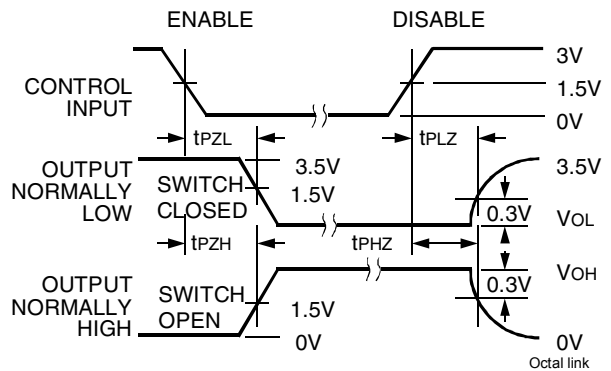 ENABLE DISABLE
3V
CONTROL
INPUT
1.5V
0V
tPZL tPLZ
OUTPUT
NORMALLY
LOW
3.5V 3.5V
SWITCH
CLOSED
1.5V
0.3V VOL
tPZH tPHZ
OUTPUT
NORMALLY
HIGH
SWITCH
OPEN
0.3V VOH
1.5V
0V 0V
Octal link